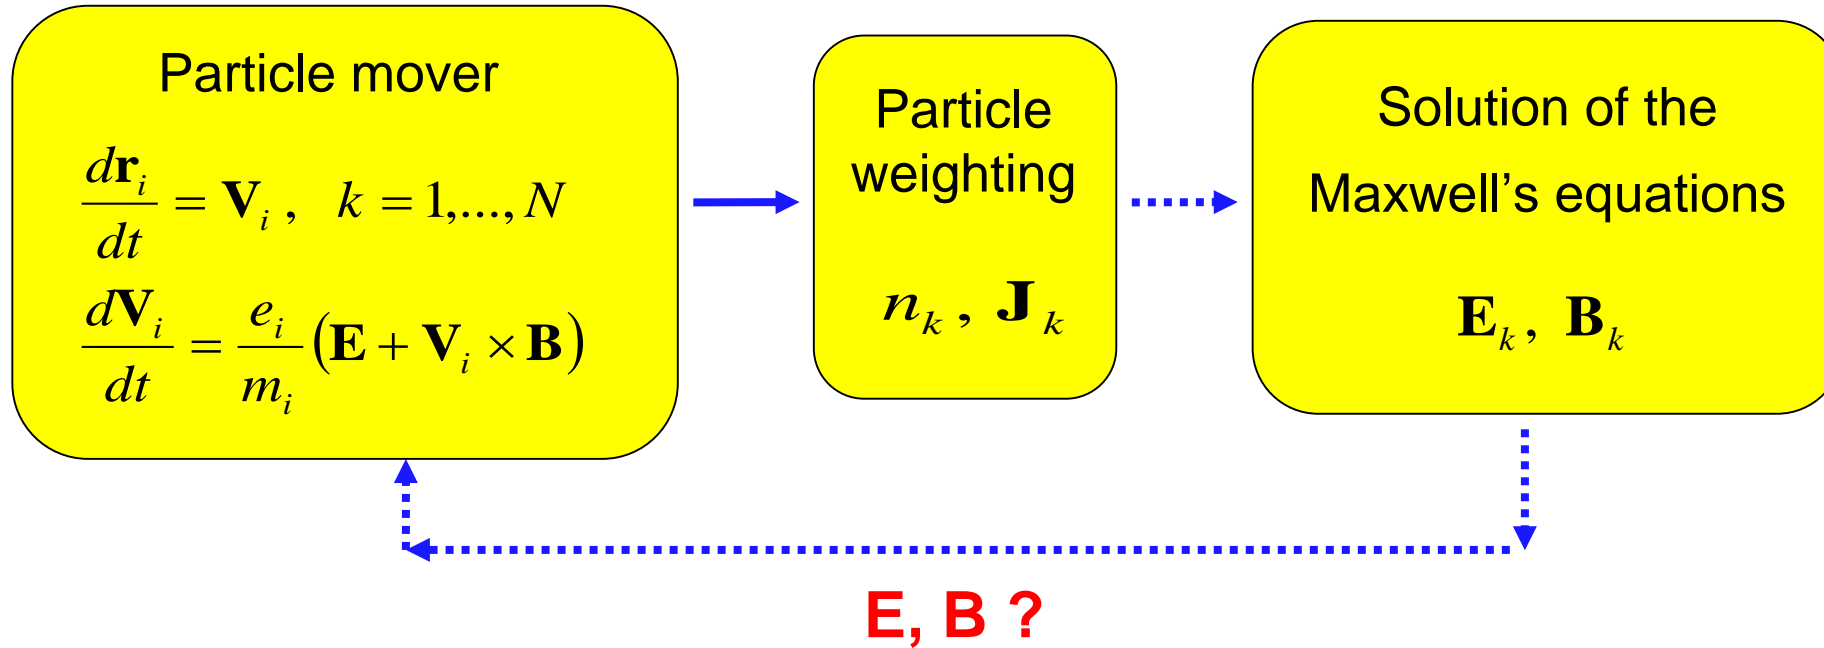 Particle mover
d𝐫_i/dt = 𝐕_i , k = 1,..., N
d𝐕_i/dt = e_i/m_i (𝐄 + 𝐕_i × 𝐁)
Particle
weighting
n_k , 𝐉_k
Solution of the
Maxwell’s equations
𝐄_k , 𝐁_k
E, B ?